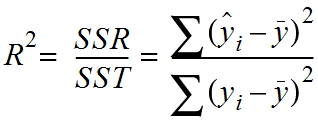 R² = SSR/SST = ∑(ŷᵢ − ȳ)² / ∑(yᵢ − ȳ)²